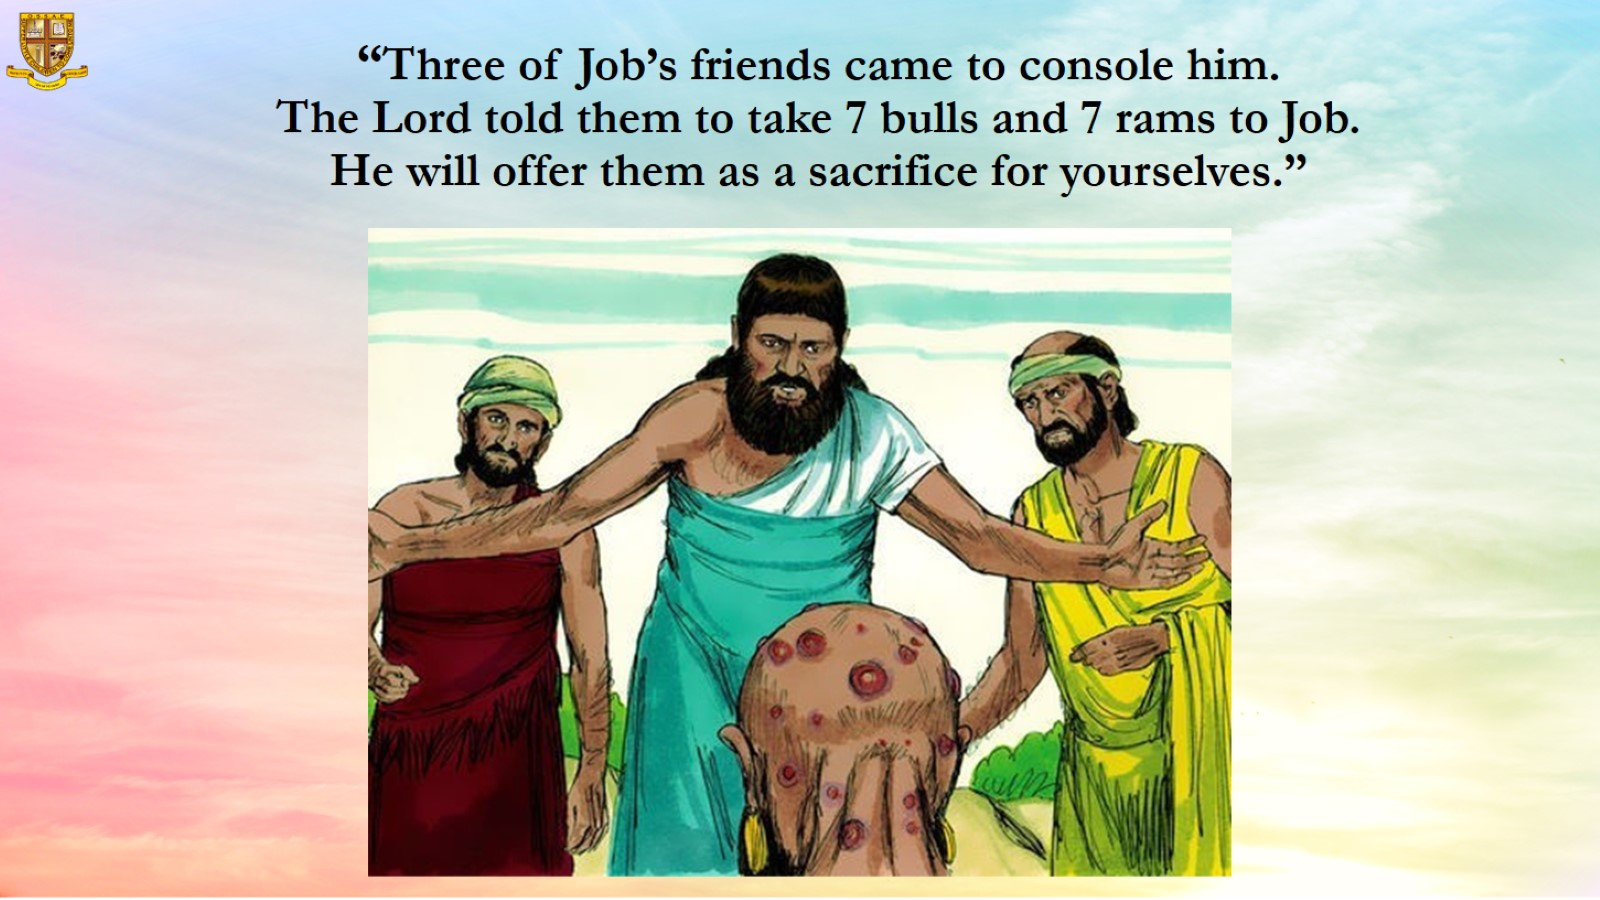 “Three of Job’s friends came to console him.
The Lord told them to take 7 bulls and 7 rams to Job.
He will offer them as a sacrifice for yourselves.”